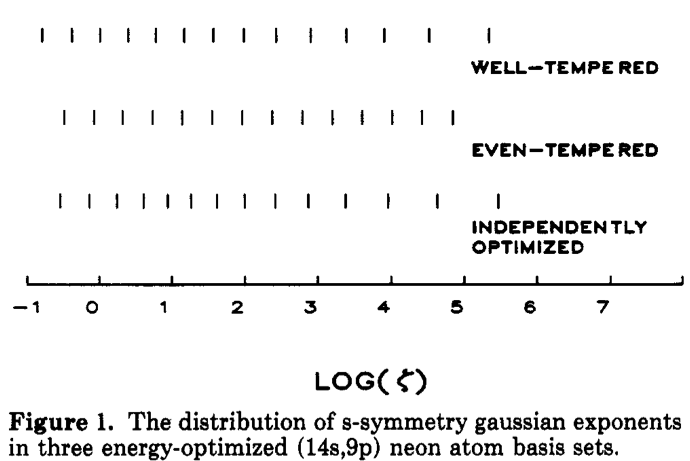 WELL-TEMPERED
EVEN-TEMPERED
INDEPENDENTLY
OPTIMIZED
-1 0 1 2 3 4 5 6 7
LOG(ζ)
Figure 1. The distribution of s-symmetry gaussian exponents
in three energy-optimized (14s,9p) neon atom basis sets.